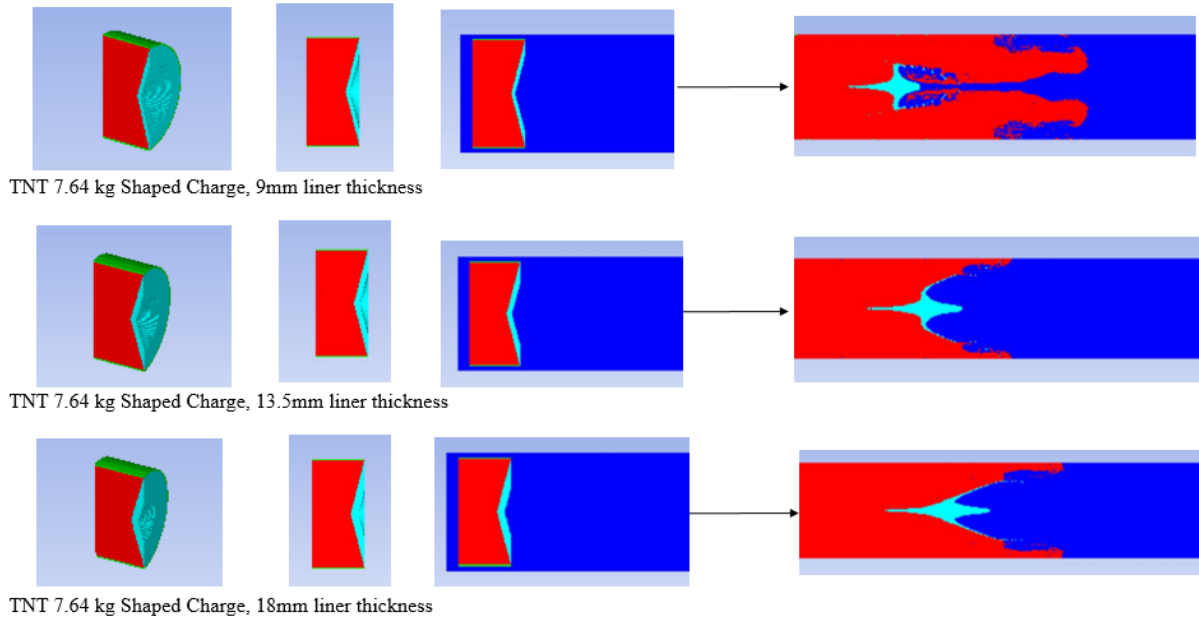 TNT 7.64 kg Shaped Charge, 9mm liner thickness
TNT 7.64 kg Shaped Charge, 13.5mm liner thickness
TNT 7.64 kg Shaped Charge, 18mm liner thickness